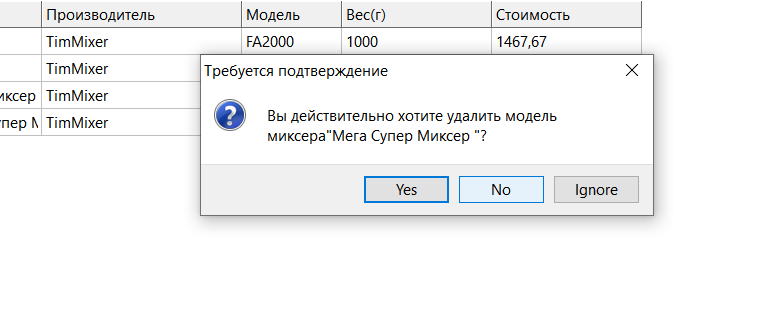 Производитель Модель Вес(г) Стоимость
TimMixer FA2000 1000 1467,67
TimMixer
иксер TimMixer
упер TimMixer
Требуется подтверждение
Вы действительно хотите удалить модель
миксера"Мега Супер Миксер "?
Yes No Ignore